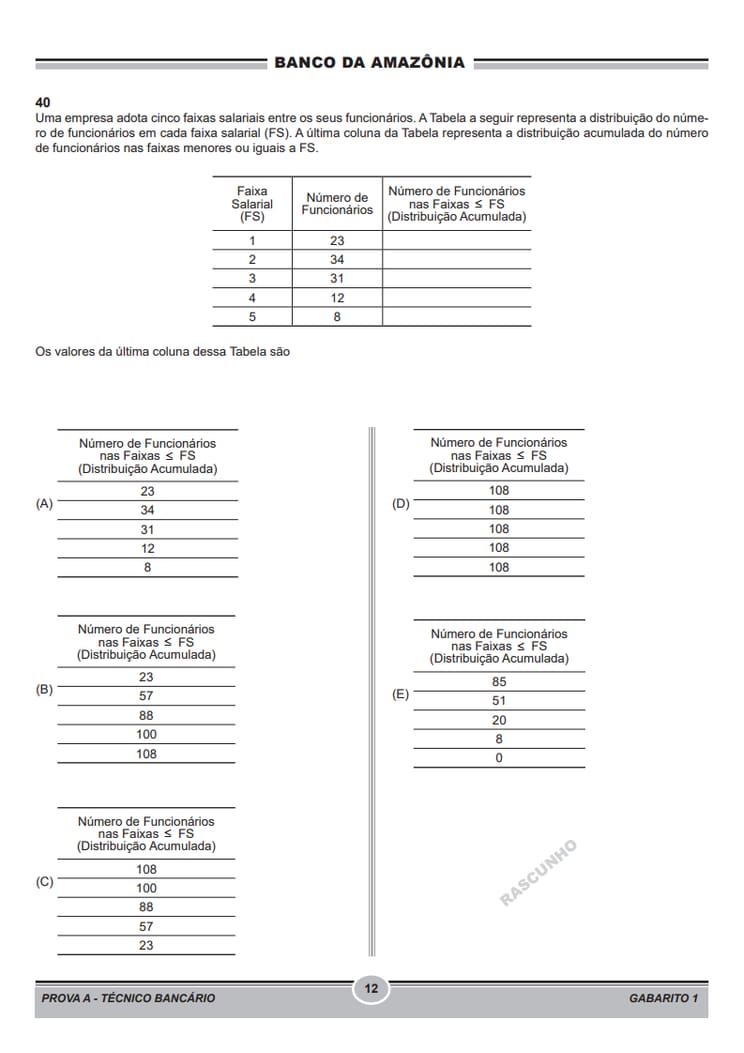 BANCO DA AMAZÔNIA
40
Uma empresa adota cinco faixas salariais entre os seus funcionários. A Tabela a seguir representa a distribuição do núme-
ro de funcionários em cada faixa salarial (FS). A última coluna da Tabela representa a distribuição acumulada do número
de funcionários nas faixas menores ou iguais a FS.
Faixa
Salarial
(FS)
Número de
Funcionários
Número de Funcionários
nas Faixas ≤ FS
(Distribuição Acumulada)
1 23
2 34
3 31
4 12
5 8
Os valores da última coluna dessa Tabela são
(A)
Número de Funcionários
nas Faixas ≤ FS
(Distribuição Acumulada)
23
34
31
12
8
(B)
Número de Funcionários
nas Faixas ≤ FS
(Distribuição Acumulada)
23
57
88
100
108
(C)
Número de Funcionários
nas Faixas ≤ FS
(Distribuição Acumulada)
108
100
88
57
23
(D)
Número de Funcionários
nas Faixas ≤ FS
(Distribuição Acumulada)
108
108
108
108
108
(E)
Número de Funcionários
nas Faixas ≤ FS
(Distribuição Acumulada)
85
51
20
8
0
RASCUNHO
PROVA A - TÉCNICO BANCÁRIO
12
GABARITO 1